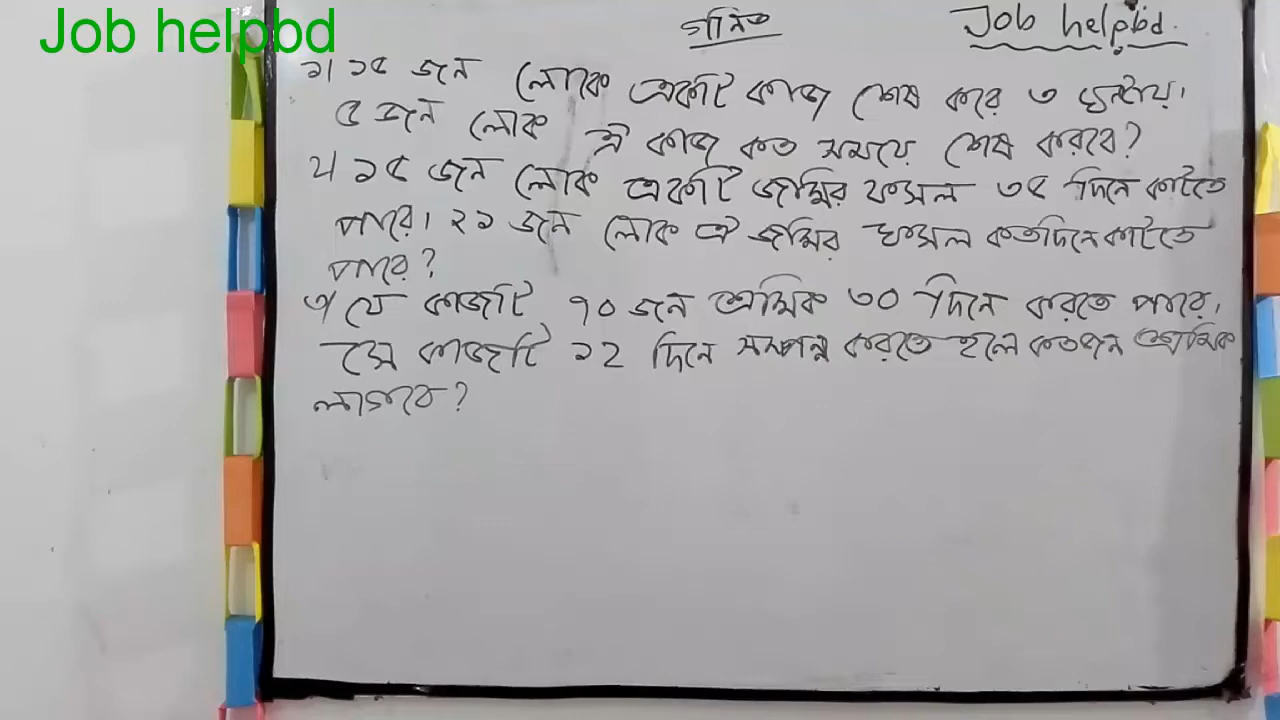 Job helpbd
গনিত Job helpbd.
১। ১৫ জন লোকে একটি কাজ শেষ করে ৩ ঘন্টায়।
৫ জন লোক ঐ কাজ কত সময়ে শেষ করবে?
২। ১৫ জন লোক একটি জমির ফসল ৩৫ দিনে কাটতে
পারে। ২১ জন লোক ঐ জমির ফসল কতদিনে কাটতে
পারে?
৩। যে কাজটি ৭০ জন শ্রমিক ৩০ দিনে করতে পারে।
সে কাজটি ১২ দিনে সম্পন্ন করতে হলে কতজন শ্রমিক
লাগবে?